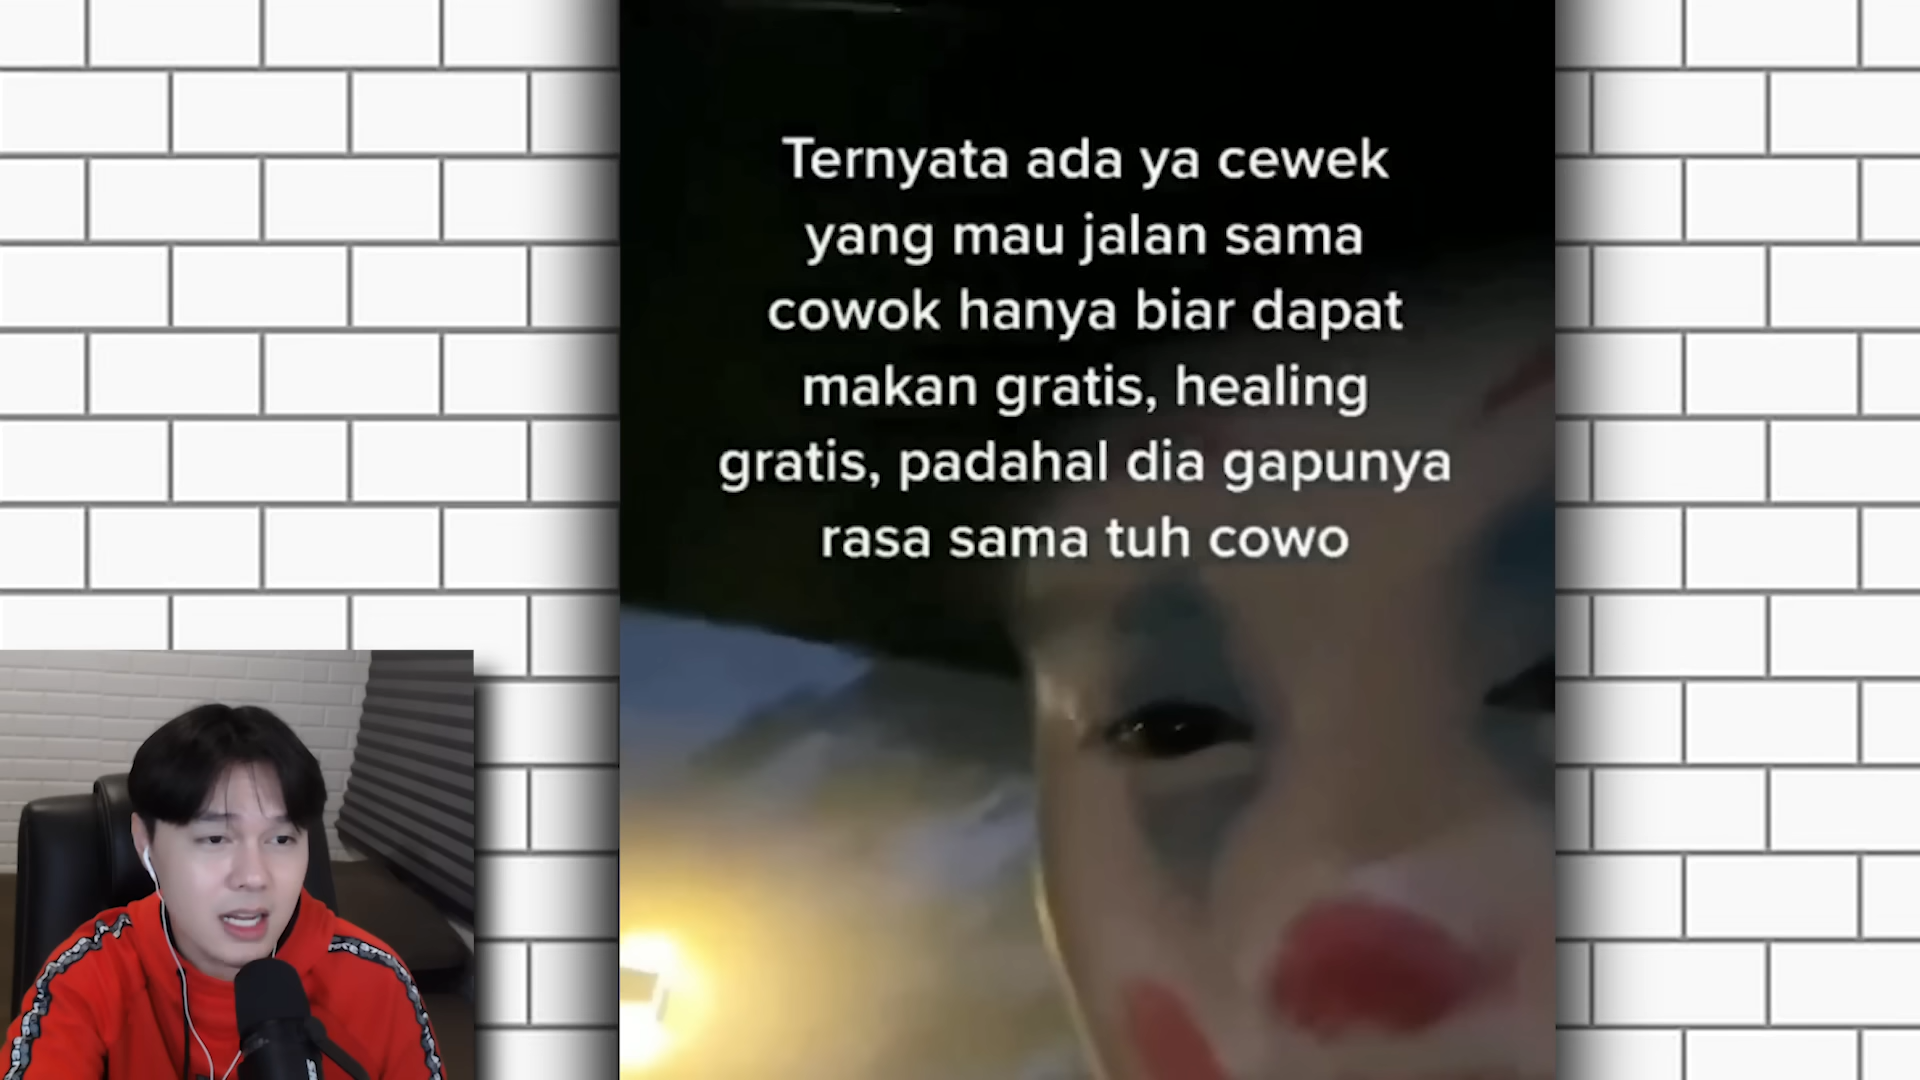 Ternyata ada ya cewek
yang mau jalan sama
cowok hanya biar dapat
makan gratis, healing
gratis, padahal dia gapunya
rasa sama tuh cowo